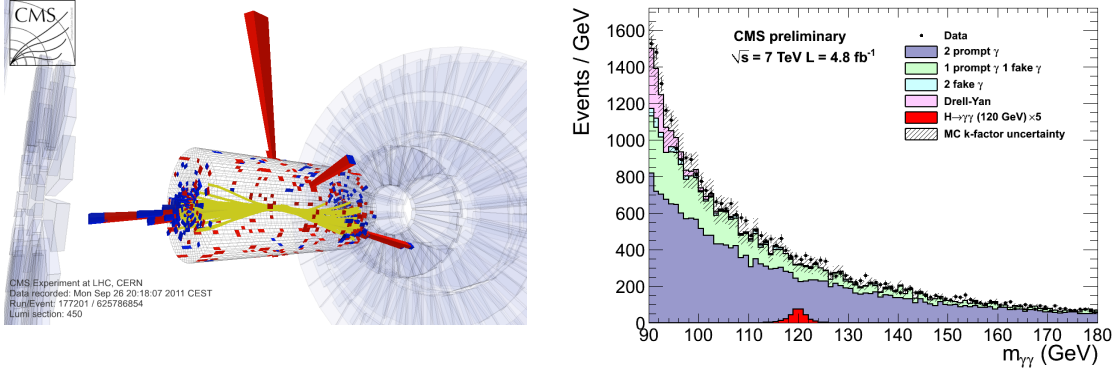 CMS
CMS Experiment at LHC, CERN
Data recorded: Mon Sep 26 20:18:07 2011 CEST
Run/Event: 177201 / 625786854
Lumi section: 450
Events / GeV
1600
1400
1200
1000
800
600
400
200
0
90 100 110 120 130 140 150 160 170 180
mγγ (GeV)
CMS preliminary
√s = 7 TeV L = 4.8 fb⁻¹
Data
2 prompt γ
1 prompt γ 1 fake γ
2 fake γ
Drell-Yan
H→γγ (120 GeV) ×5
MC k-factor uncertainty